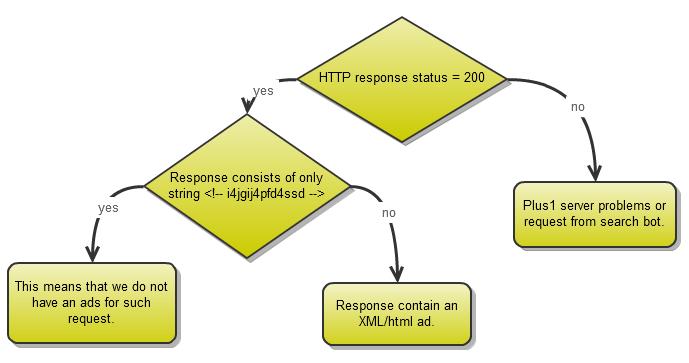 HTTP response status = 200
yes
no
Response consists of only
string <!-- i4jgij4pfd4ssd -->
Plus1 server problems or
request from search bot.
yes
no
This means that we do not
have an ads for such
request.
Response contain an
XML/html ad.